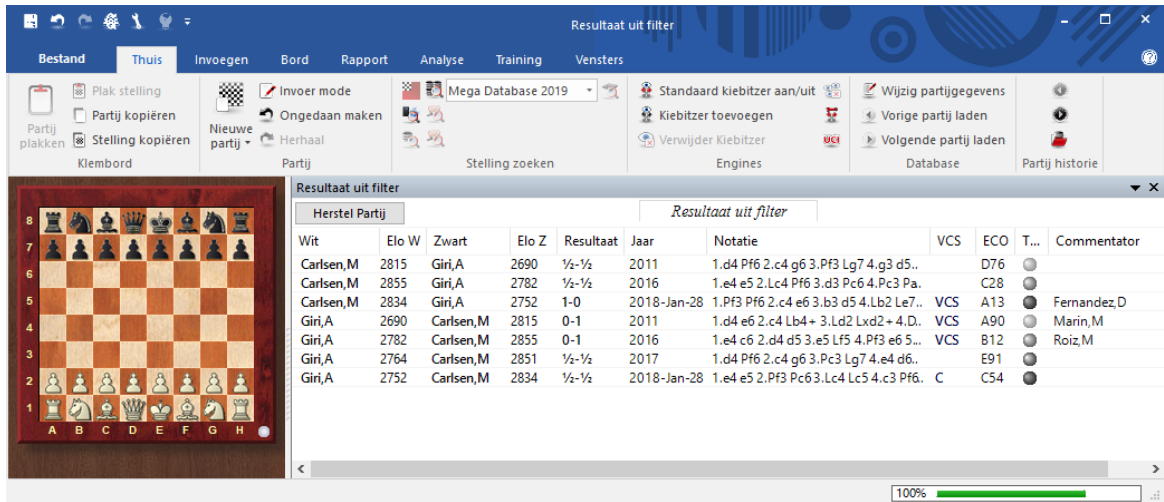 Resultaat uit filter
Bestand Thuis Invoegen Bord Rapport Analyse Training Vensters
Partij plakken
Plak stelling
Partij kopiëren
Stelling kopiëren
Klembord
Nieuwe partij
Invoer mode
Ongedaan maken
Herhaal
Partij
Mega Database 2019
Stelling zoeken
Standaard kiebitzer aan/uit
Kiebitzer toevoegen
Verwijder Kiebitzer
UCI
Engines
Wijzig partijgegevens
Vorige partij laden
Volgende partij laden
Database
Partij historie
8
7
6
5
4
3
2
1
A B C D E F G H
Resultaat uit filter
Herstel Partij
Resultaat uit filter
Wit Elo W Zwart Elo Z Resultaat Jaar Notatie VCS ECO T... Commentator
Carlsen,M 2815 Giri,A 2690 ½-½ 2011 1.d4 Pf6 2.c4 g6 3.Pf3 Lg7 4.g3 d5.. D76
Carlsen,M 2855 Giri,A 2782 ½-½ 2016 1.e4 e5 2.Lc4 Pf6 3.d3 Pc6 4.Pc3 Pa.. C28
Carlsen,M 2834 Giri,A 2752 1-0 2018-Jan-28 1.Pf3 Pf6 2.c4 e6 3.b3 d5 4.Lb2 Le7.. VCS A13 Fernandez,D
Giri,A 2690 Carlsen,M 2815 0-1 2011 1.d4 e6 2.c4 Lb4+ 3.Ld2 Lxd2+ 4.D.. VCS A90 Marin,M
Giri,A 2782 Carlsen,M 2855 0-1 2016 1.e4 c6 2.d4 d5 3.e5 Lf5 4.Pf3 e6 5... VCS B12 Roiz,M
Giri,A 2764 Carlsen,M 2851 ½-½ 2017 1.d4 Pf6 2.c4 g6 3.Pc3 Lg7 4.e4 d6.. E91
Giri,A 2752 Carlsen,M 2834 ½-½ 2018-Jan-28 1.e4 e5 2.Pf3 Pc6 3.Lc4 Lc5 4.c3 Pf6.. C C54
100%